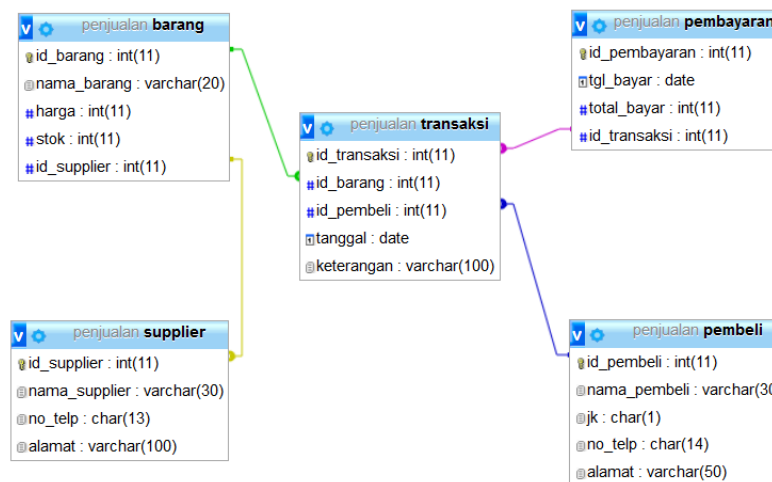 penjualan barang
id_barang : int(11)
nama_barang : varchar(20)
harga : int(11)
stok : int(11)
id_supplier : int(11)
penjualan transaksi
id_transaksi : int(11)
id_barang : int(11)
id_pembeli : int(11)
tanggal : date
keterangan : varchar(100)
penjualan pembayaran
id_pembayaran : int(11)
tgl_bayar : date
total_bayar : int(11)
id_transaksi : int(11)
penjualan supplier
id_supplier : int(11)
nama_supplier : varchar(30)
no_telp : char(13)
alamat : varchar(100)
penjualan pembeli
id_pembeli : int(11)
nama_pembeli : varchar(30
jk : char(1)
no_telp : char(14)
alamat : varchar(50)